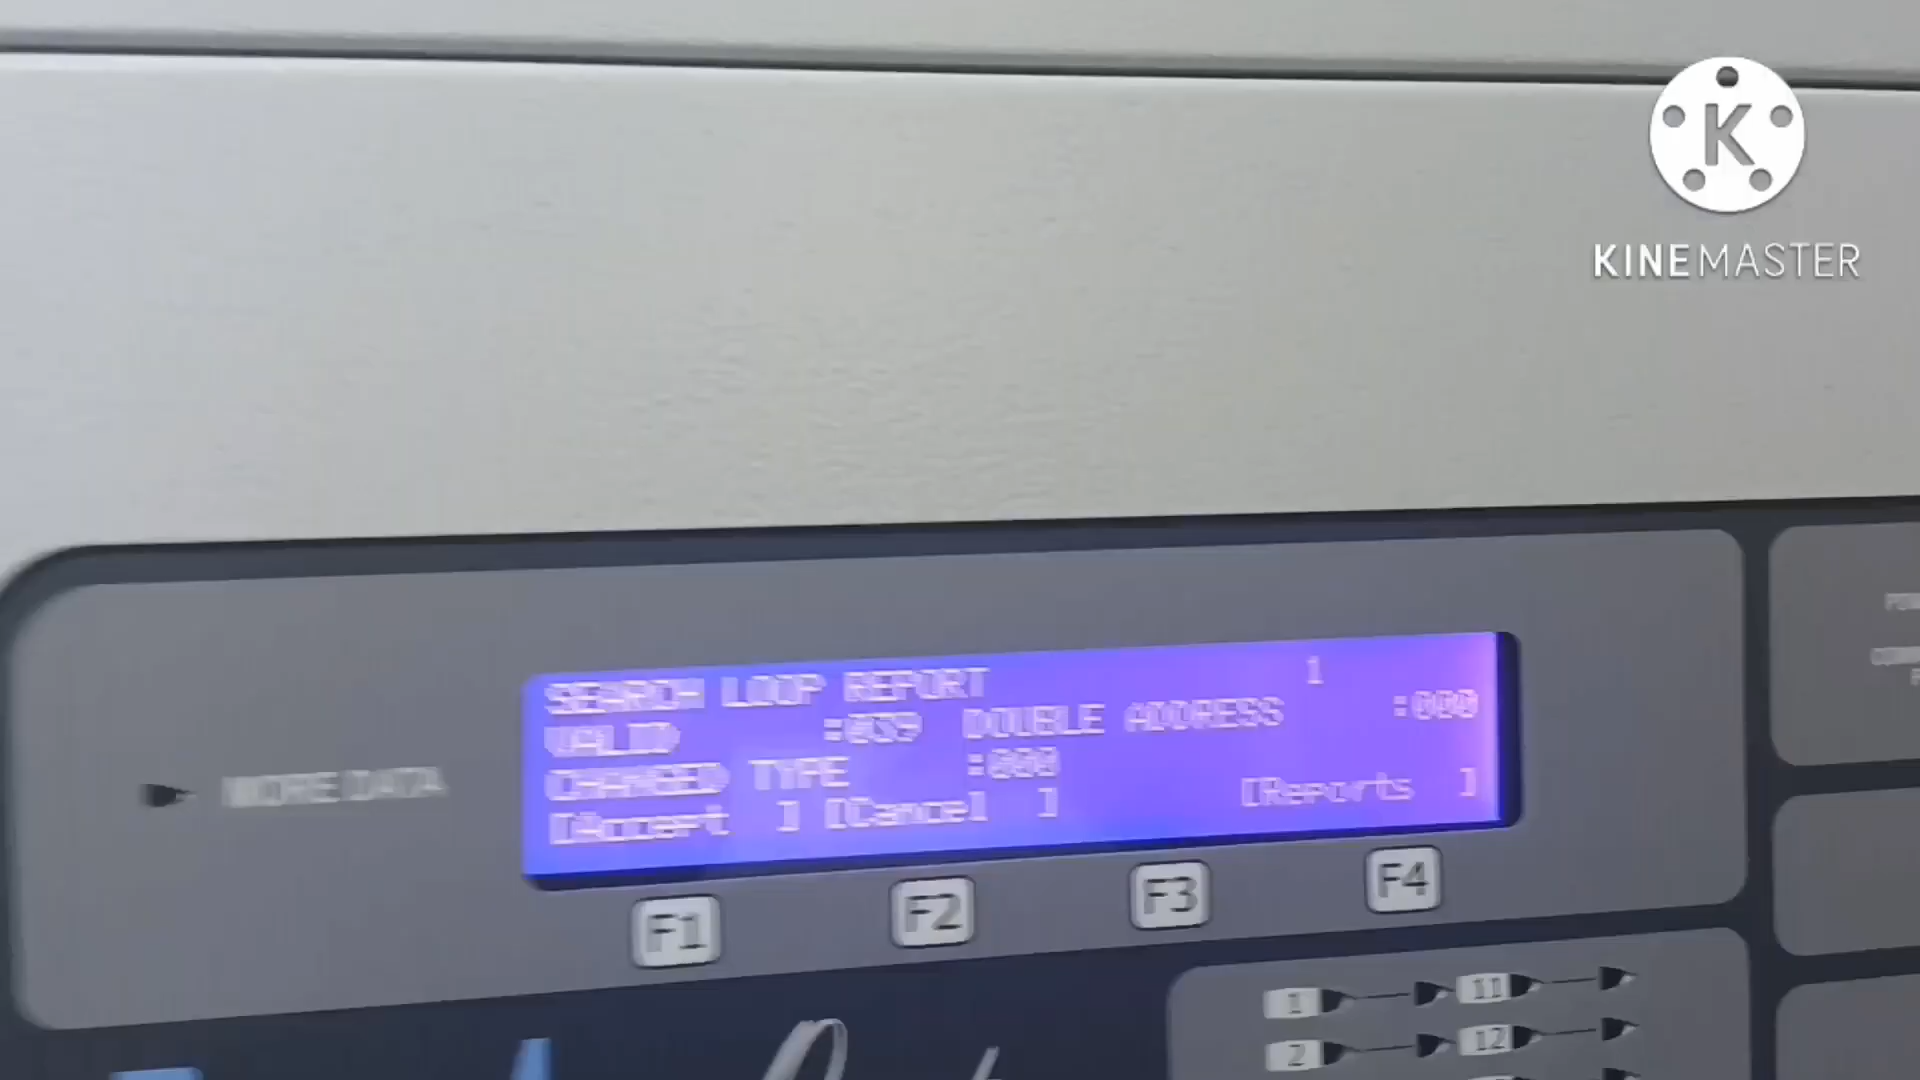 KINEMASTER
SEARCH LOOP REPORT 1
VALID :039 DOUBLE ADDRESS :000
CHANGED TYPE :000
[Accept ] [Cancel ] [Reports ]
MORE DATA
F1 F2 F3 F4
1 11
2 12